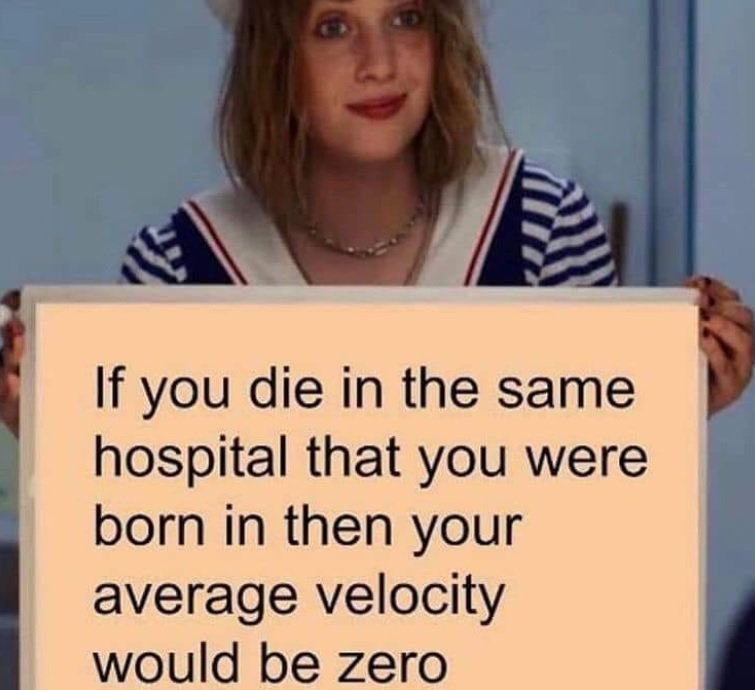 If you die in the same
hospital that you were
born in then your
average velocity
would be zero